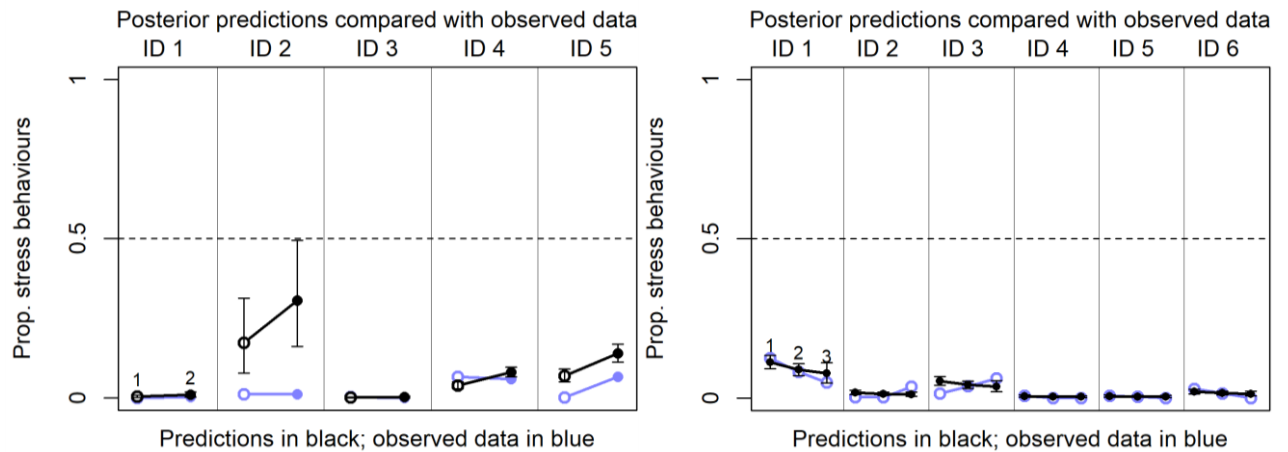 Posterior predictions compared with observed data
ID 1 ID 2 ID 3 ID 4 ID 5
Prop. stress behaviours
1
0.5
0
1 2
Predictions in black; observed data in blue
Posterior predictions compared with observed data
ID 1 ID 2 ID 3 ID 4 ID 5 ID 6
Prop. stress behaviours
1
0.5
0
1 2 3
Predictions in black; observed data in blue